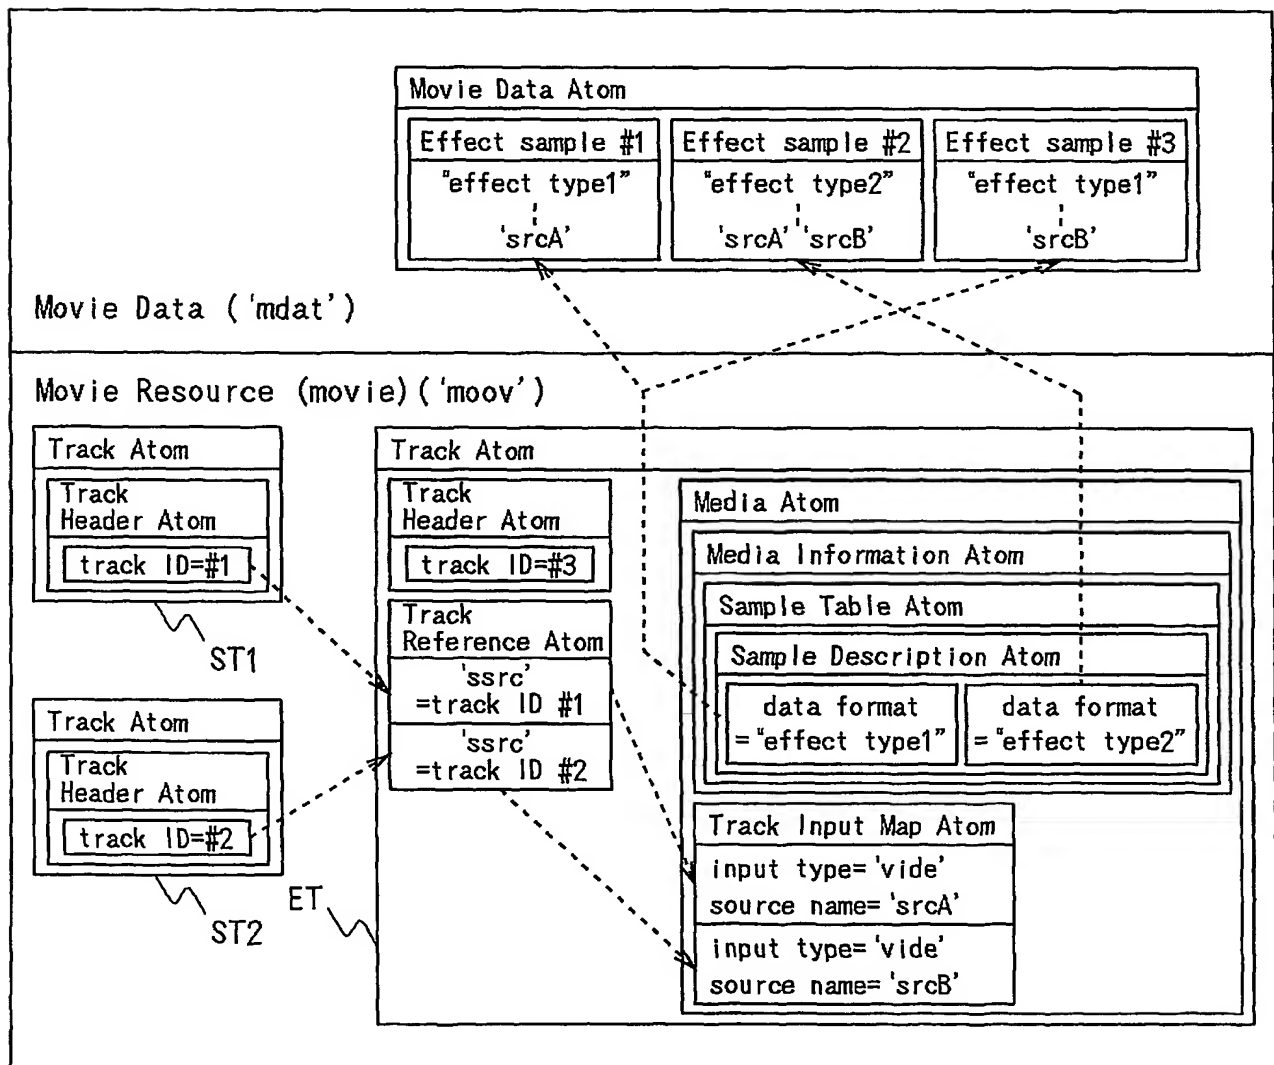 Movie Data Atom
Effect sample #1
"effect type1"
'srcA'
Effect sample #2
"effect type2"
'srcA' 'srcB'
Effect sample #3
"effect type1"
'srcB'
Movie Data ('mdat')
Movie Resource (movie)('moov')
Track Atom
Track
Header Atom
track ID=#1
ST1
Track Atom
Track
Header Atom
track ID=#2
ST2
ET
Track Atom
Track
Header Atom
track ID=#3
Track
Reference Atom
'ssrc'
=track ID #1
'ssrc'
=track ID #2
Media Atom
Media Information Atom
Sample Table Atom
Sample Description Atom
data format
="effect type1"
data format
="effect type2"
Track Input Map Atom
input type='vide'
source name='srcA'
input type='vide'
source name='srcB'